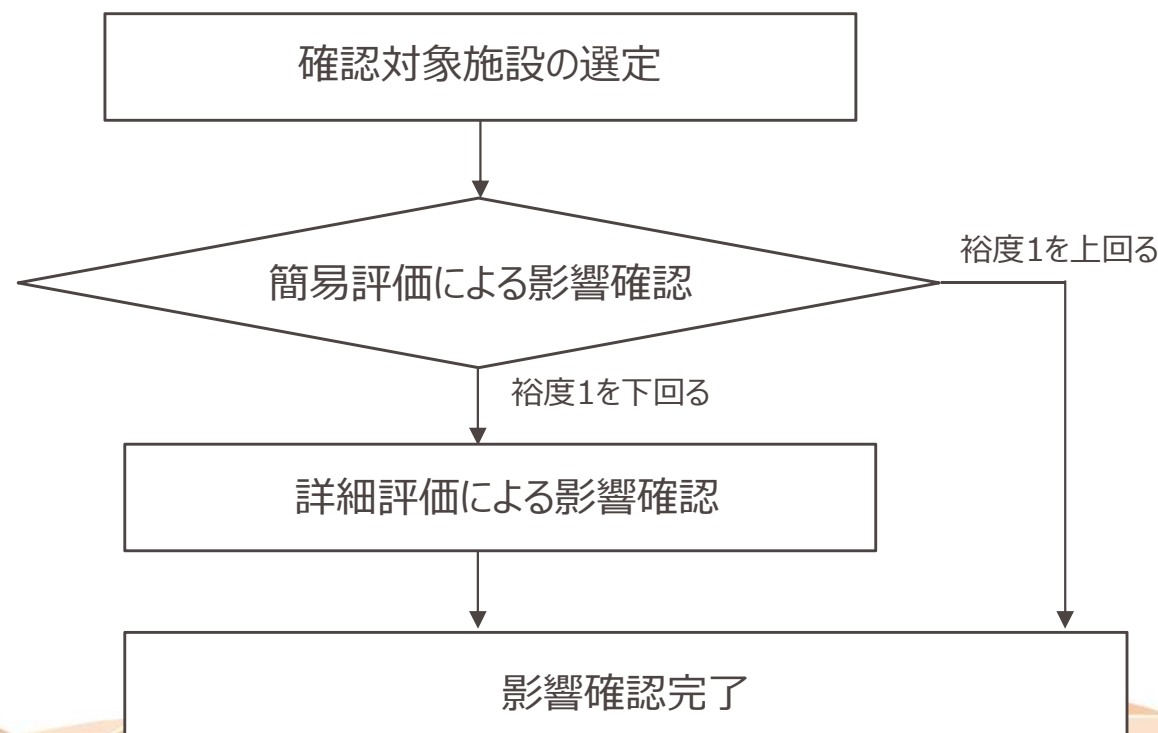 確認対象施設の選定
簡易評価による影響確認
裕度1を上回る
裕度1を下回る
詳細評価による影響確認
影響確認完了